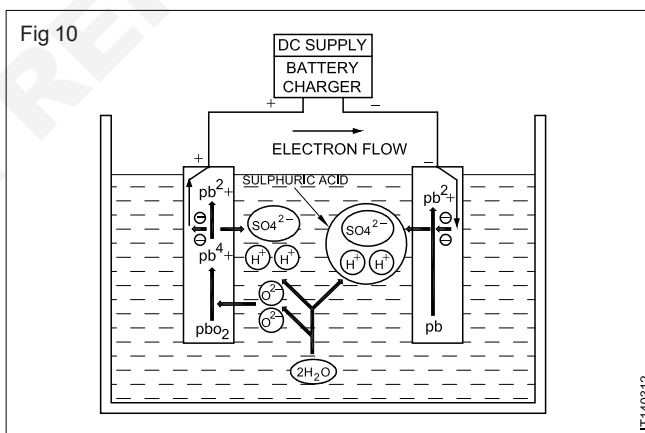 Fig 10
DC SUPPLY
BATTERY
CHARGER
+ −
ELECTRON FLOW
+ −
SULPHURIC ACID
pb2+ pb2+
⊖ ⊖
⊖ ⊖
SO4 2− SO4 2−
pb4+
H+ H+ H+ H+
O2−
O2−
pbo2 pb
2H2O